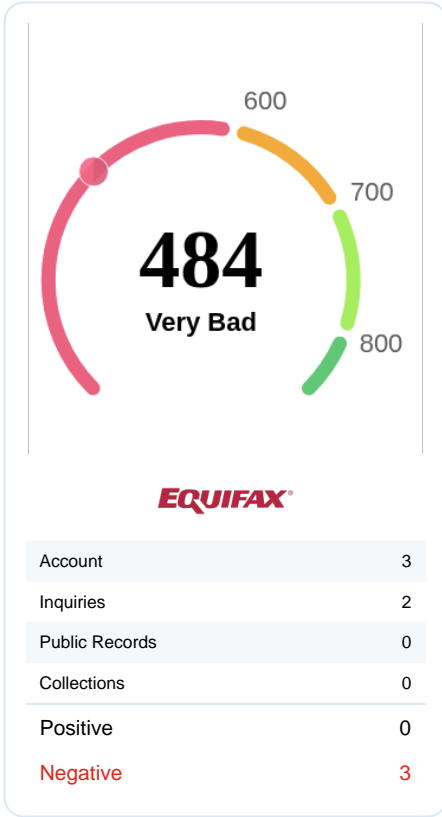 600
700
484
Very Bad
800
EQUIFAX®
Account 3
Inquiries 2
Public Records 0
Collections 0
Positive 0
Negative 3